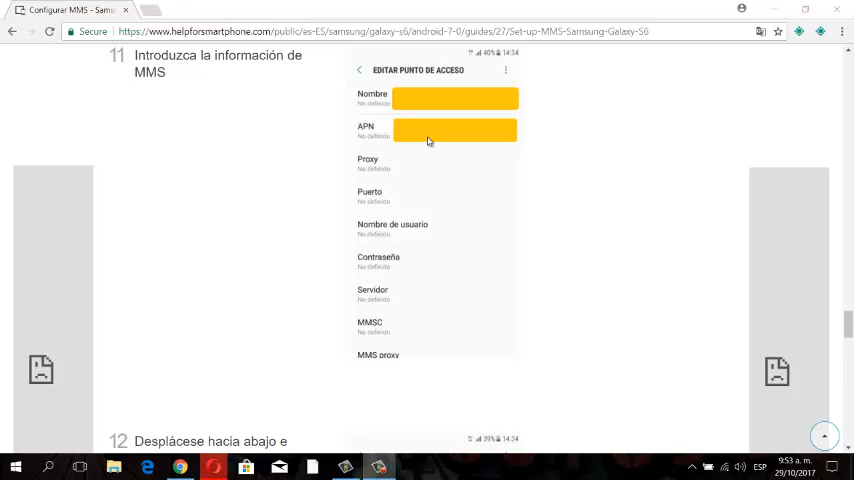 Configurar MMS - Sams
Secure
https://www.helpforsmartphone.com/public/es-ES/samsung/galaxy-s6/android-7-0/guides/27/Set-up-MMS-Samsung-Galaxy-S6
11 Introduzca la información de
MMS
40% 14:34
EDITAR PUNTO DE ACCESO
Nombre
No definido
APN
No definido
Proxy
No definido
Puerto
No definido
Nombre de usuario
No definido
Contraseña
No definido
Servidor
No definido
MMSC
No definido
MMS proxy
12 Desplácese hacia abajo e
39% 14:34
ESP
9:53 a. m.
29/10/2017